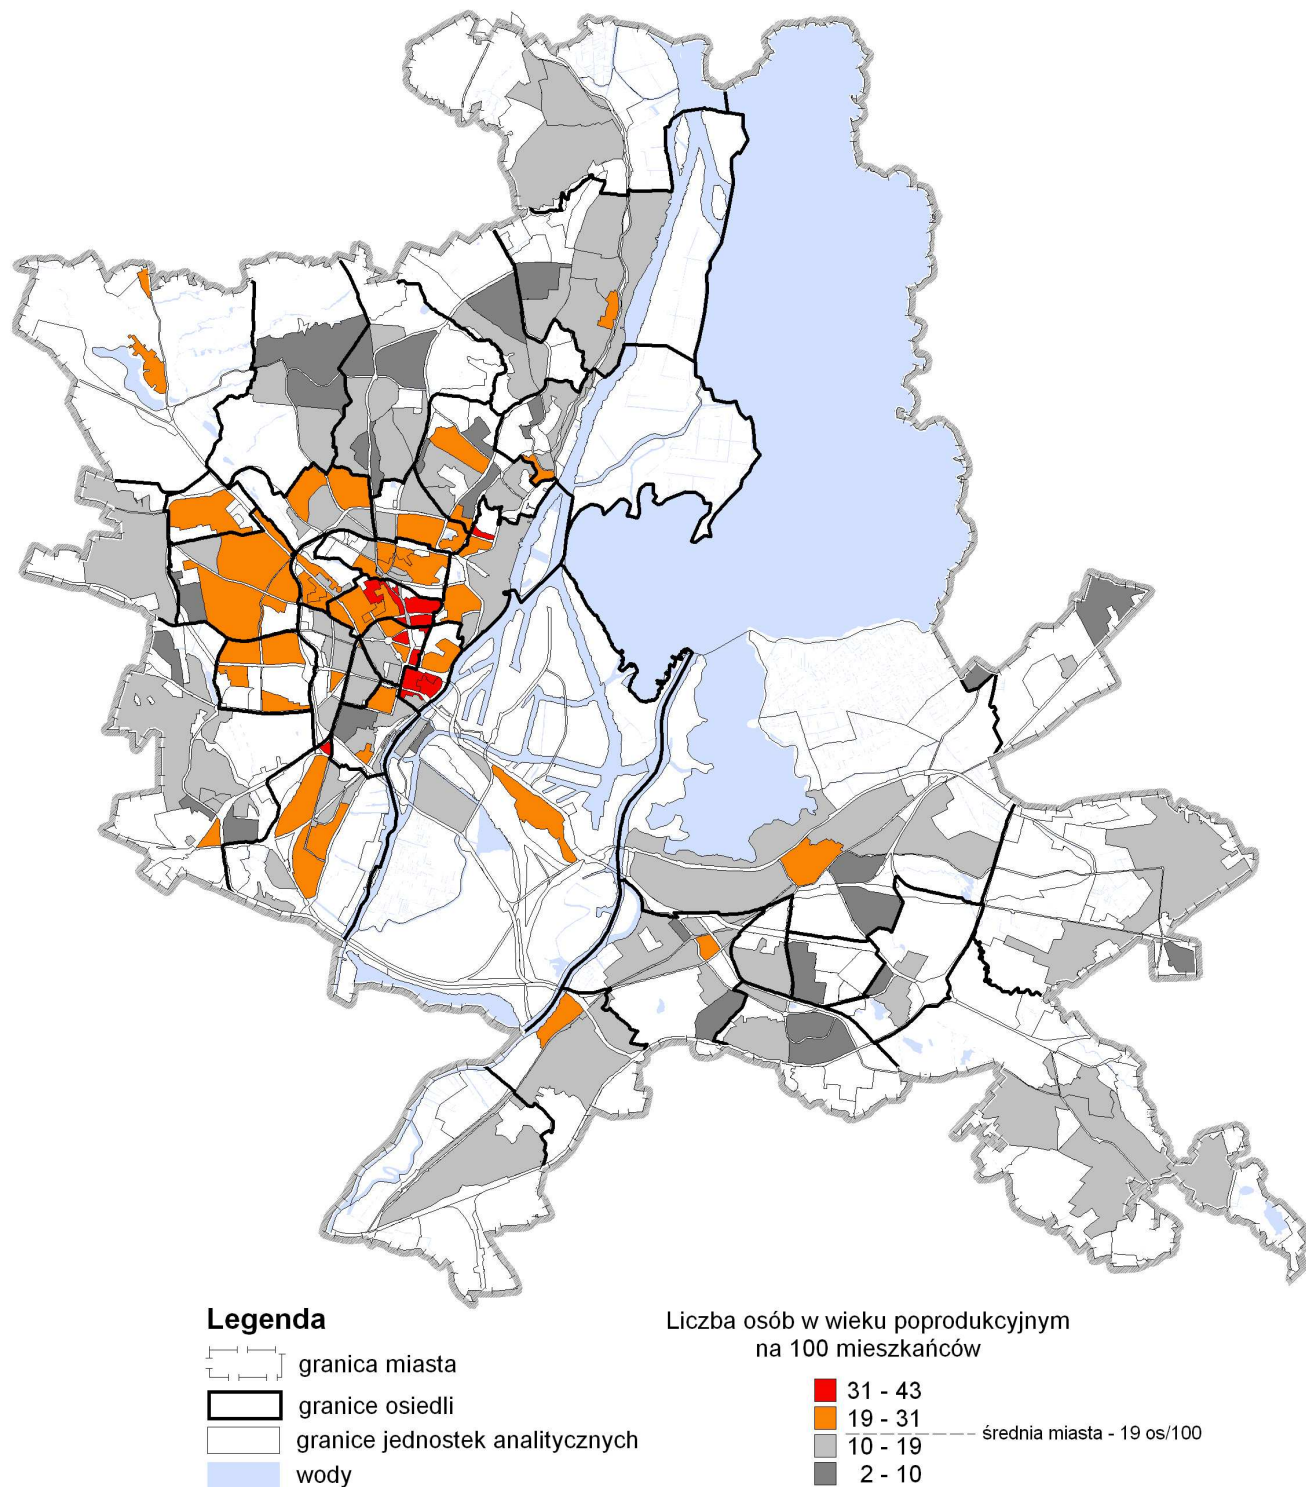 Legenda
granica miasta
granice osiedli
granice jednostek analitycznych
wody
Liczba osób w wieku poprodukcyjnym
na 100 mieszkańców
31 - 43
19 - 31
średnia miasta - 19 os/100
10 - 19
2 - 10